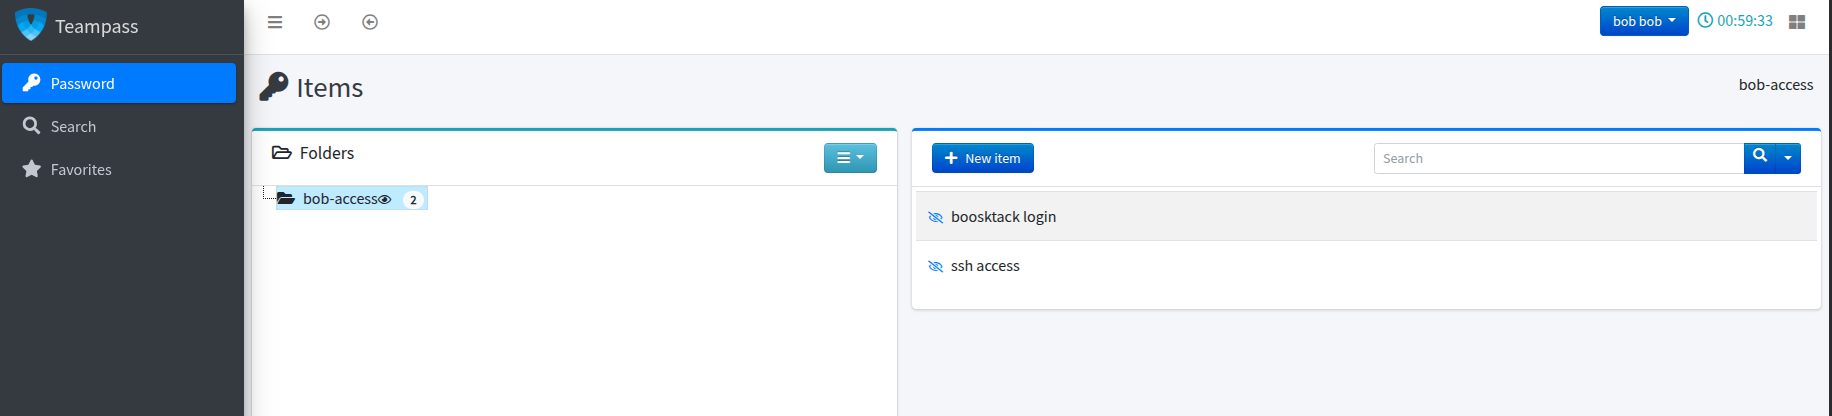 Teampass
bob bob
00:59:33
Password
Search
Favorites
Items
bob-access
Folders
bob-access 2
New item
Search
boosktack login
ssh access